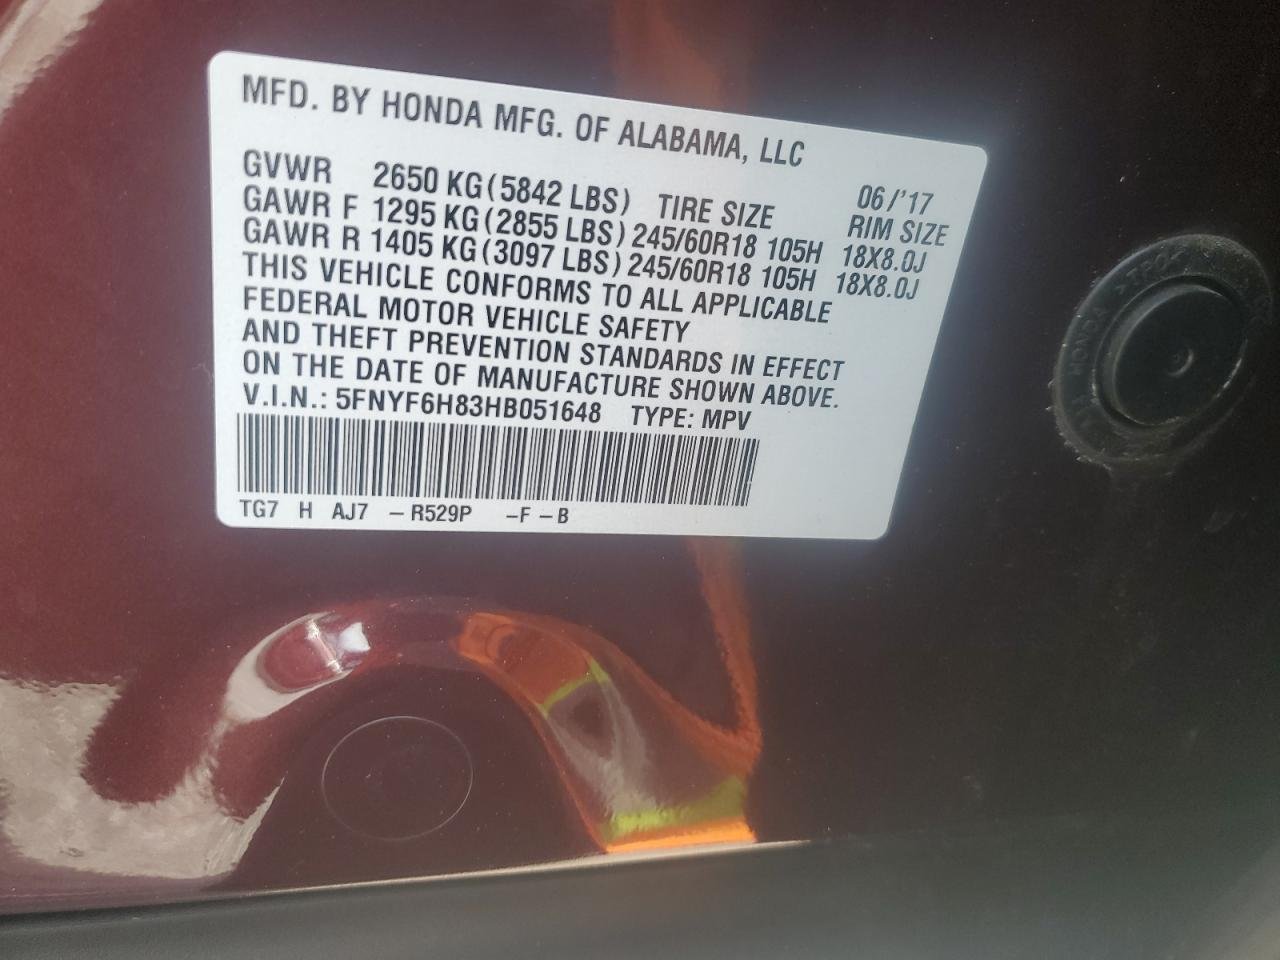 MFD. BY HONDA MFG. OF ALABAMA, LLC
06/'17
GVWR 2650 KG (5842 LBS) TIRE SIZE RIM SIZE
GAWR F 1295 KG (2855 LBS) 245/60R18 105H 18X8.0J
GAWR R 1405 KG (3097 LBS) 245/60R18 105H 18X8.0J
THIS VEHICLE CONFORMS TO ALL APPLICABLE
FEDERAL MOTOR VEHICLE SAFETY
AND THEFT PREVENTION STANDARDS IN EFFECT
ON THE DATE OF MANUFACTURE SHOWN ABOVE.
V.I.N.: 5FNYF6H83HB051648 TYPE: MPV
TG7 H AJ7 – R529P –F – B
HONDA